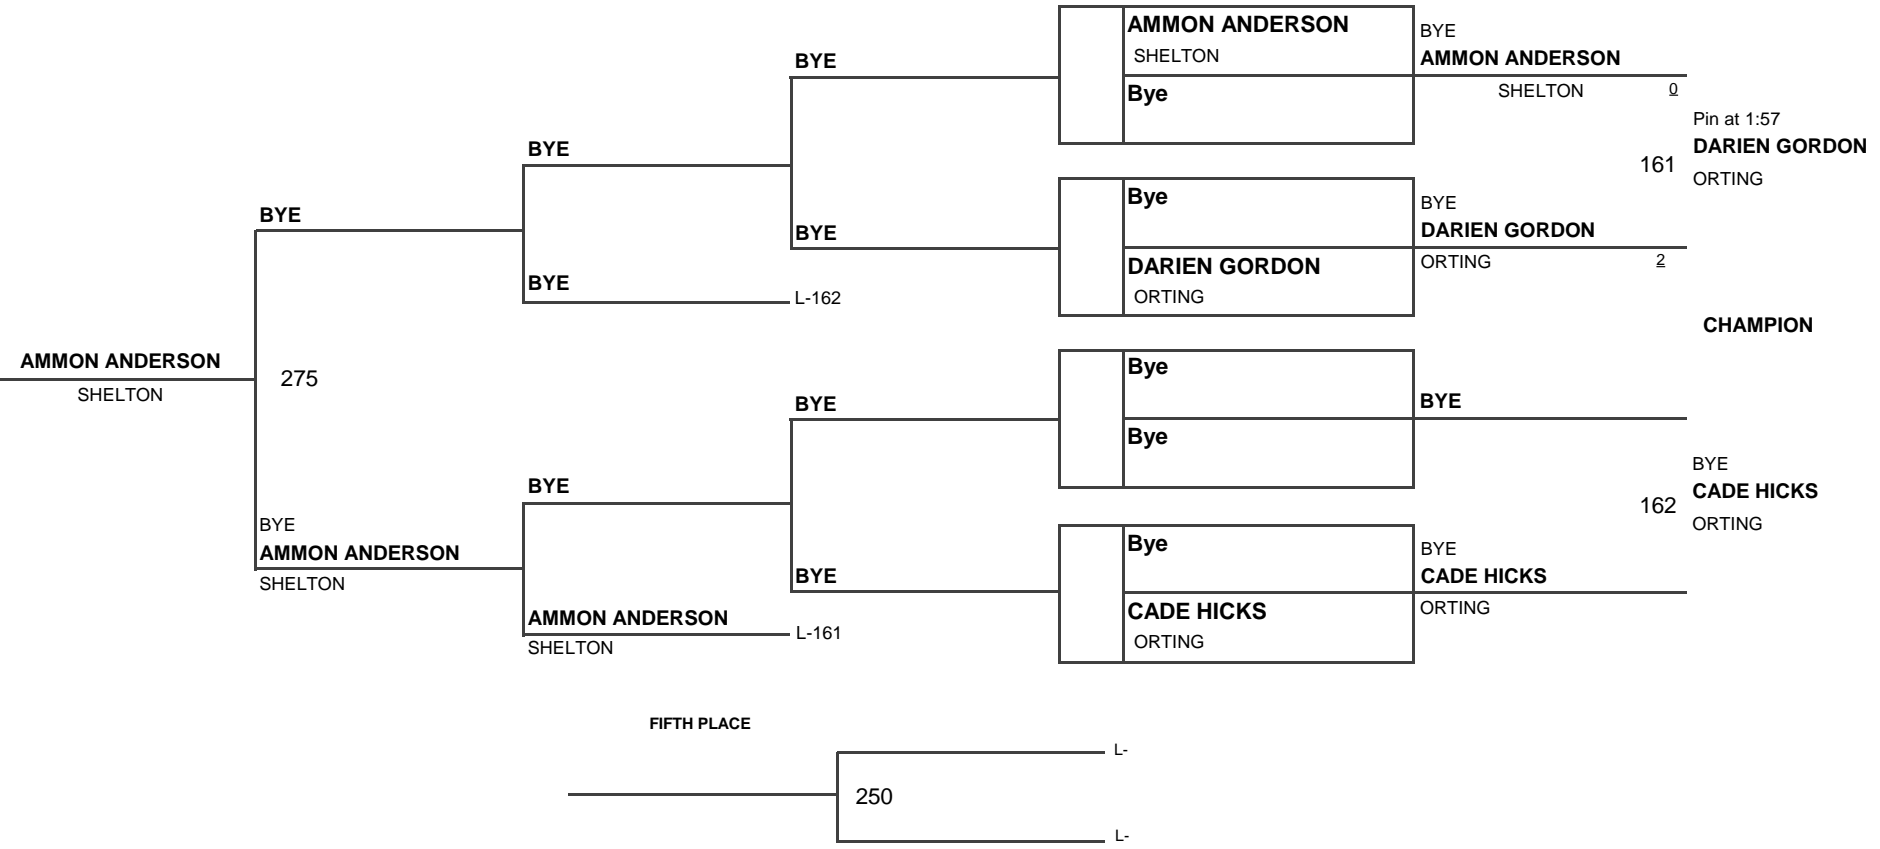 AMMON ANDERSON
SHELTON
Bye
BYE
AMMON ANDERSON
SHELTON
0
Pin at 1:57
DARIEN GORDON
ORTING
161
Bye
DARIEN GORDON
ORTING
BYE
DARIEN GORDON
ORTING
2
CHAMPION
Bye
Bye
BYE
BYE
CADE HICKS
ORTING
162
Bye
CADE HICKS
ORTING
BYE
CADE HICKS
ORTING
BYE
BYE
BYE
BYE
BYE
BYE
L-162
BYE
AMMON ANDERSON
SHELTON
L-161
BYE
275
BYE
AMMON ANDERSON
SHELTON
AMMON ANDERSON
SHELTON
FIFTH PLACE
L-
250
L-